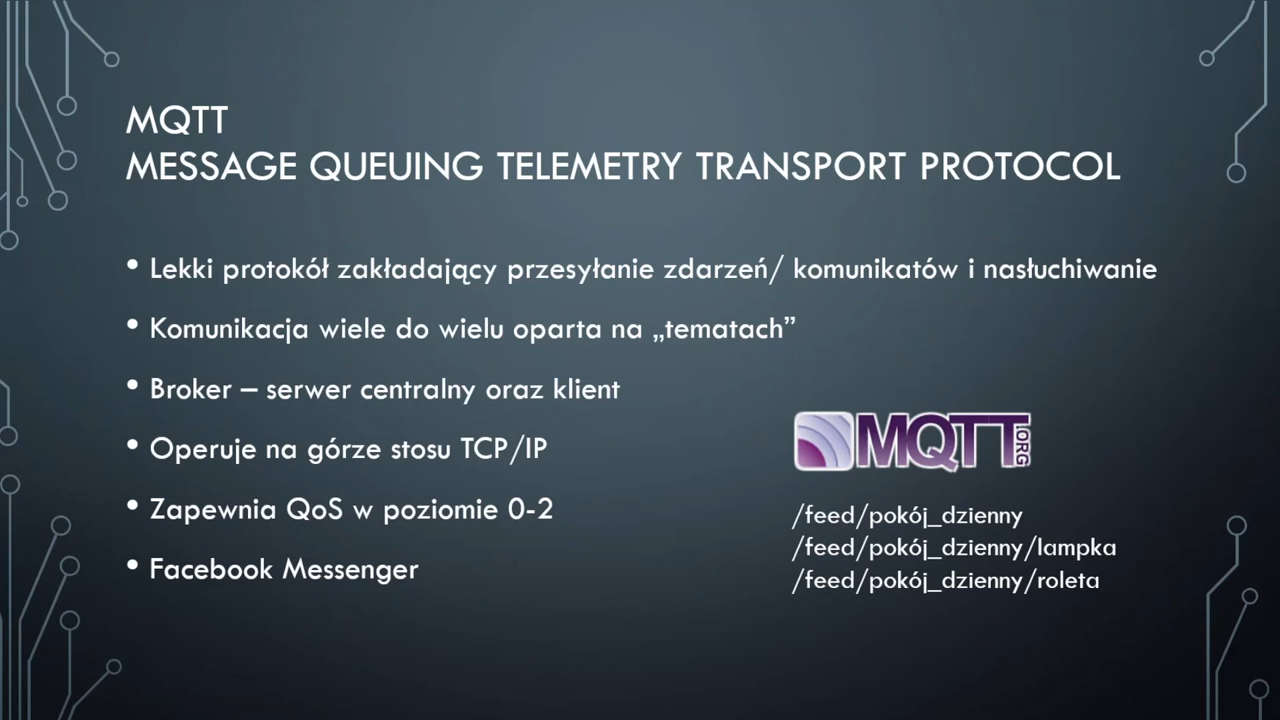 MQTT
MESSAGE QUEUING TELEMETRY TRANSPORT PROTOCOL
• Lekki protokół zakładający przesyłanie zdarzeń/ komunikatów i nasłuchiwanie
• Komunikacja wiele do wielu oparta na „tematach”
• Broker – serwer centralny oraz klient
• Operuje na górze stosu TCP/IP
• Zapewnia QoS w poziomie 0-2
• Facebook Messenger
MQTT.ORG
/feed/pokój_dzienny
/feed/pokój_dzienny/lampka
/feed/pokój_dzienny/roleta